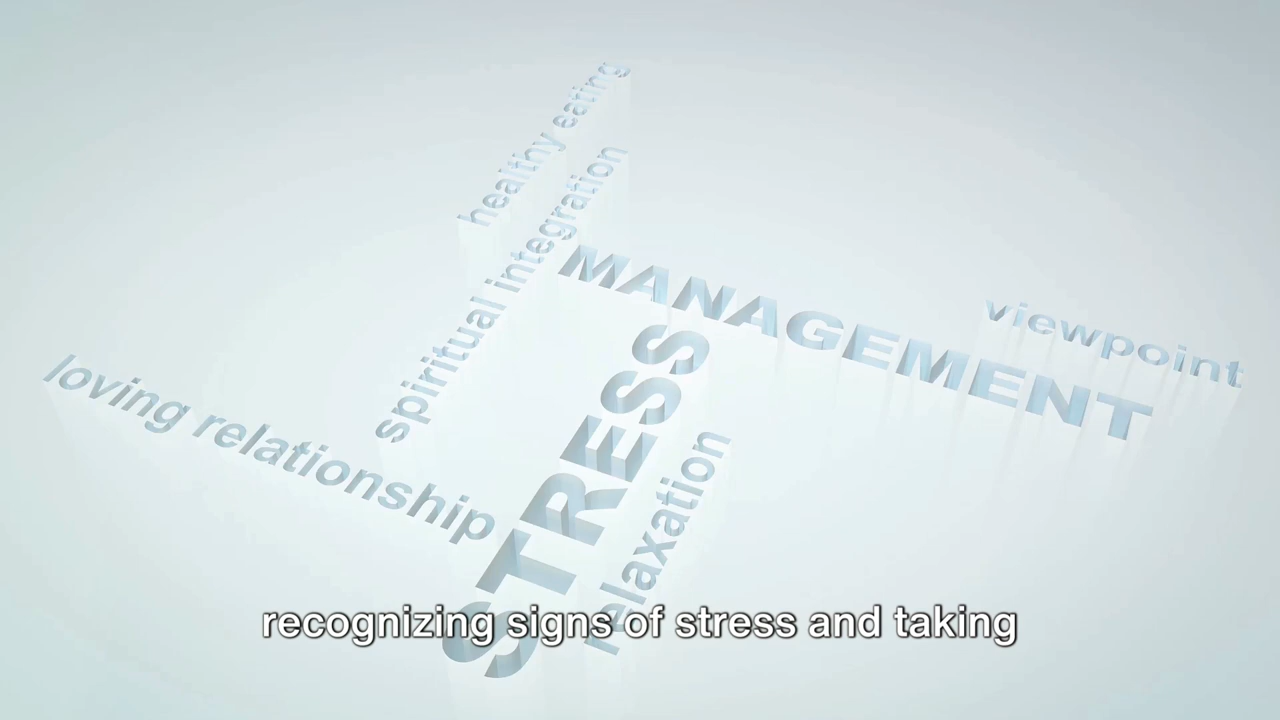 healthy eating
spiritual integration
MANAGEMENT
viewpoint
loving relationship
STRESS
relaxation
recognizing signs of stress and taking